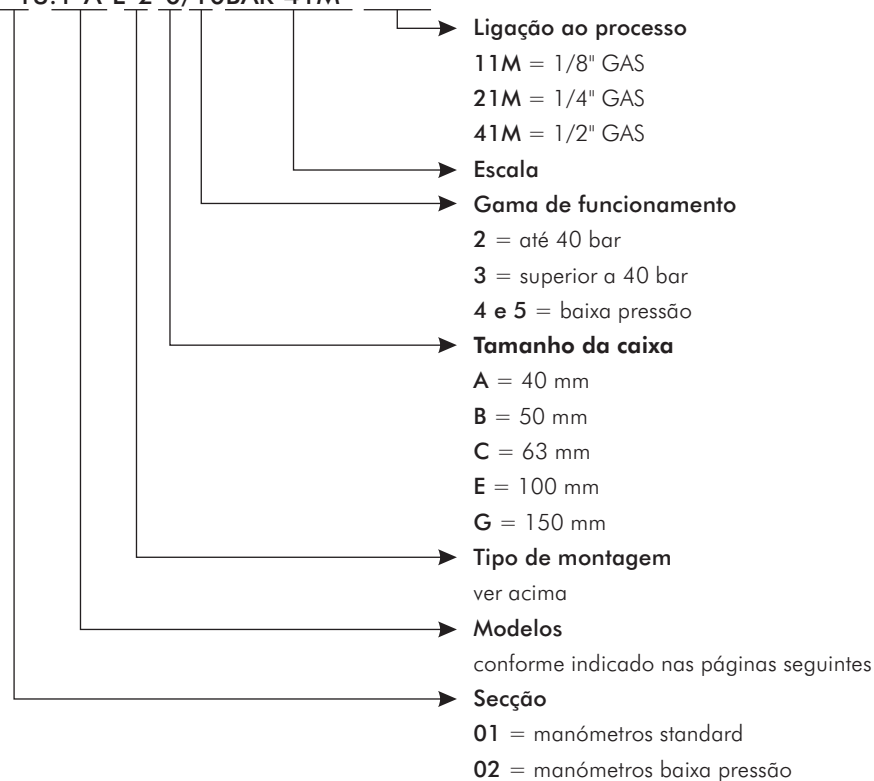 Ligação ao processo
11M = 1/8" GAS
21M = 1/4" GAS
41M = 1/2" GAS
Escala
Gama de funcionamento
2 = até 40 bar
3 = superior a 40 bar
4 e 5 = baixa pressão
Tamanho da caixa
A = 40 mm
B = 50 mm
C = 63 mm
E = 100 mm
G = 150 mm
Tipo de montagem
ver acima
Modelos
conforme indicado nas páginas seguintes
Secção
01 = manómetros standard
02 = manómetros baixa pressão